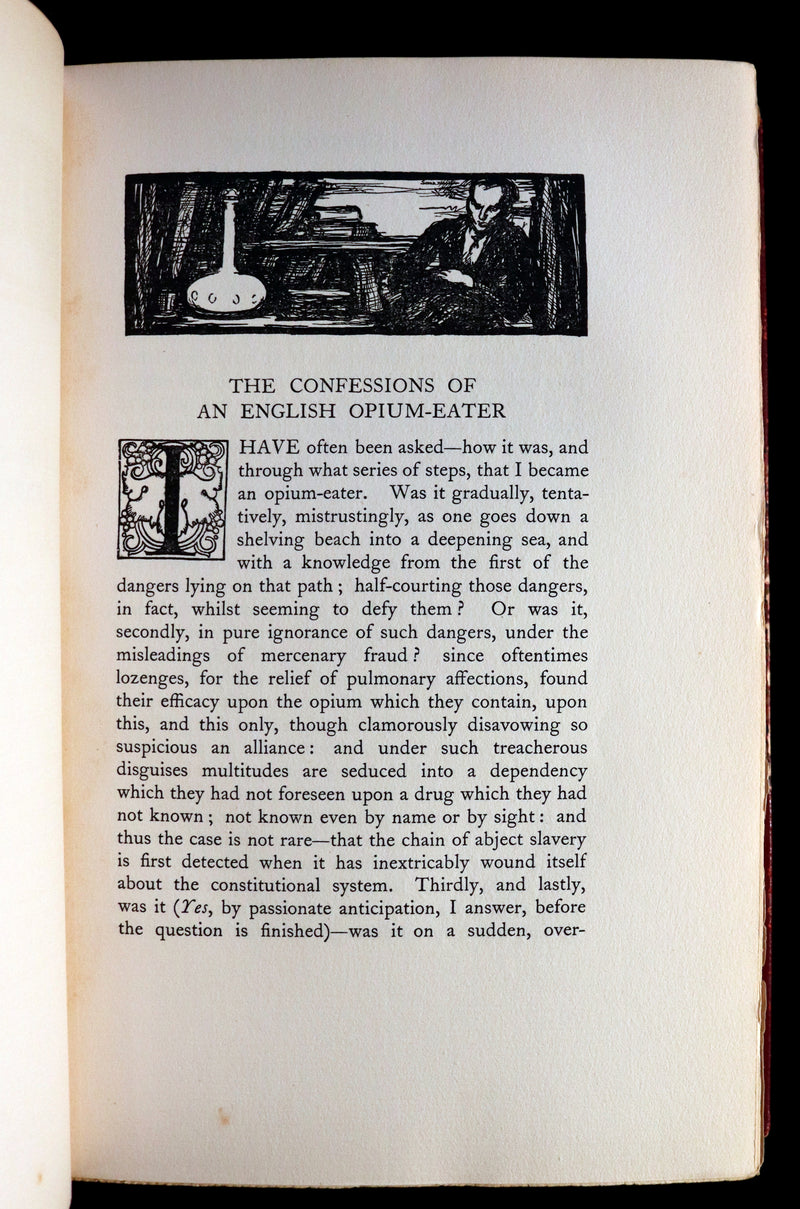 THE CONFESSIONS OF
AN ENGLISH OPIUM-EATER
I HAVE often been asked—how it was, and
through what series of steps, that I became
an opium-eater. Was it gradually, tenta-
tively, mistrustingly, as one goes down a
shelving beach into a deepening sea, and
with a knowledge from the first of the
dangers lying on that path ; half-courting those dangers,
in fact, whilst seeming to defy them ? Or was it,
secondly, in pure ignorance of such dangers, under the
misleadings of mercenary fraud ? since oftentimes
lozenges, for the relief of pulmonary affections, found
their efficacy upon the opium which they contain, upon
this, and this only, though clamorously disavowing so
suspicious an alliance : and under such treacherous
disguises multitudes are seduced into a dependency
which they had not foreseen upon a drug which they had
not known ; not known even by name or by sight : and
thus the case is not rare—that the chain of abject slavery
is first detected when it has inextricably wound itself
about the constitutional system. Thirdly, and lastly,
was it (Yes, by passionate anticipation, I answer, before
the question is finished)—was it on a sudden, over-